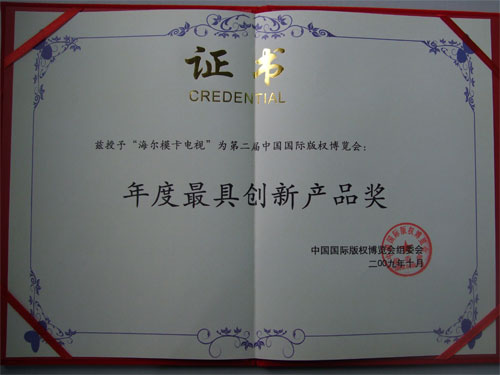 证书
CREDENTIAL
兹授予“海尔模卡电视”为第二届中国国际版权博览会：
年度最具创新产品奖
中国国际版权博览会组委会
二00九年十月